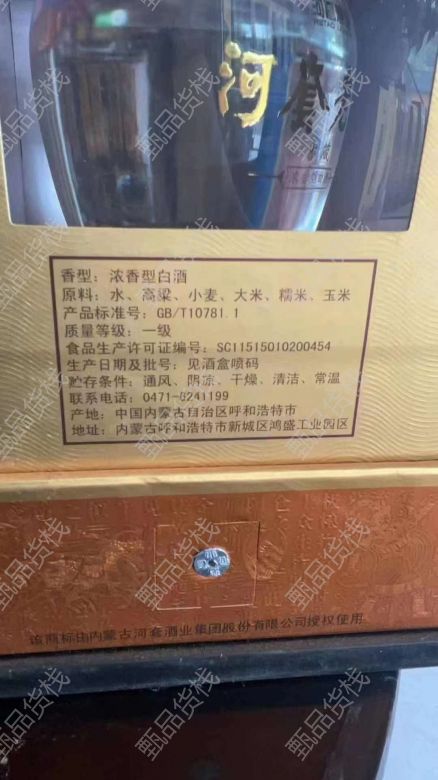 河套
香型：浓香型白酒
原料：水、高粱、小麦、大米、糯米、玉米
产品标准号：GB/T10781.1
质量等级：一级
食品生产许可证编号：SC11515010200454
生产日期及批号：见酒盒喷码
贮存条件：通风、阴凉、干燥、清洁、常温
联系电话：0471-6241199
产地：中国内蒙古自治区呼和浩特市
地址：内蒙古呼和浩特市新城区鸿盛工业园区
该商标由内蒙古河套酒业集团股份有限公司授权使用
甄品货栈